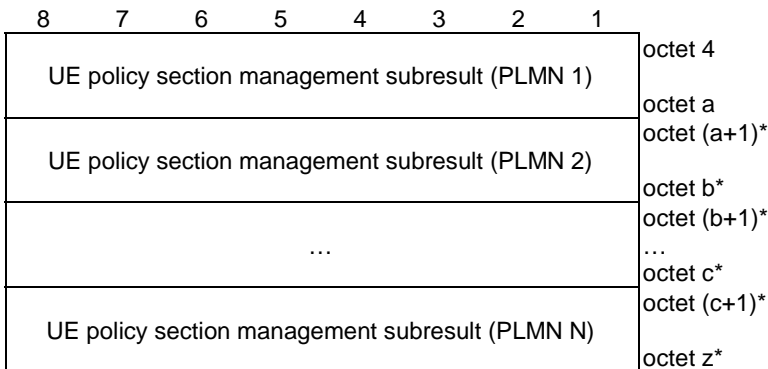 8 7 6 5 4 3 2 1
octet 4
UE policy section management subresult (PLMN 1)
octet a
octet (a+1)*
UE policy section management subresult (PLMN 2)
octet b*
octet (b+1)*
… …
octet c*
octet (c+1)*
UE policy section management subresult (PLMN N)
octet z*